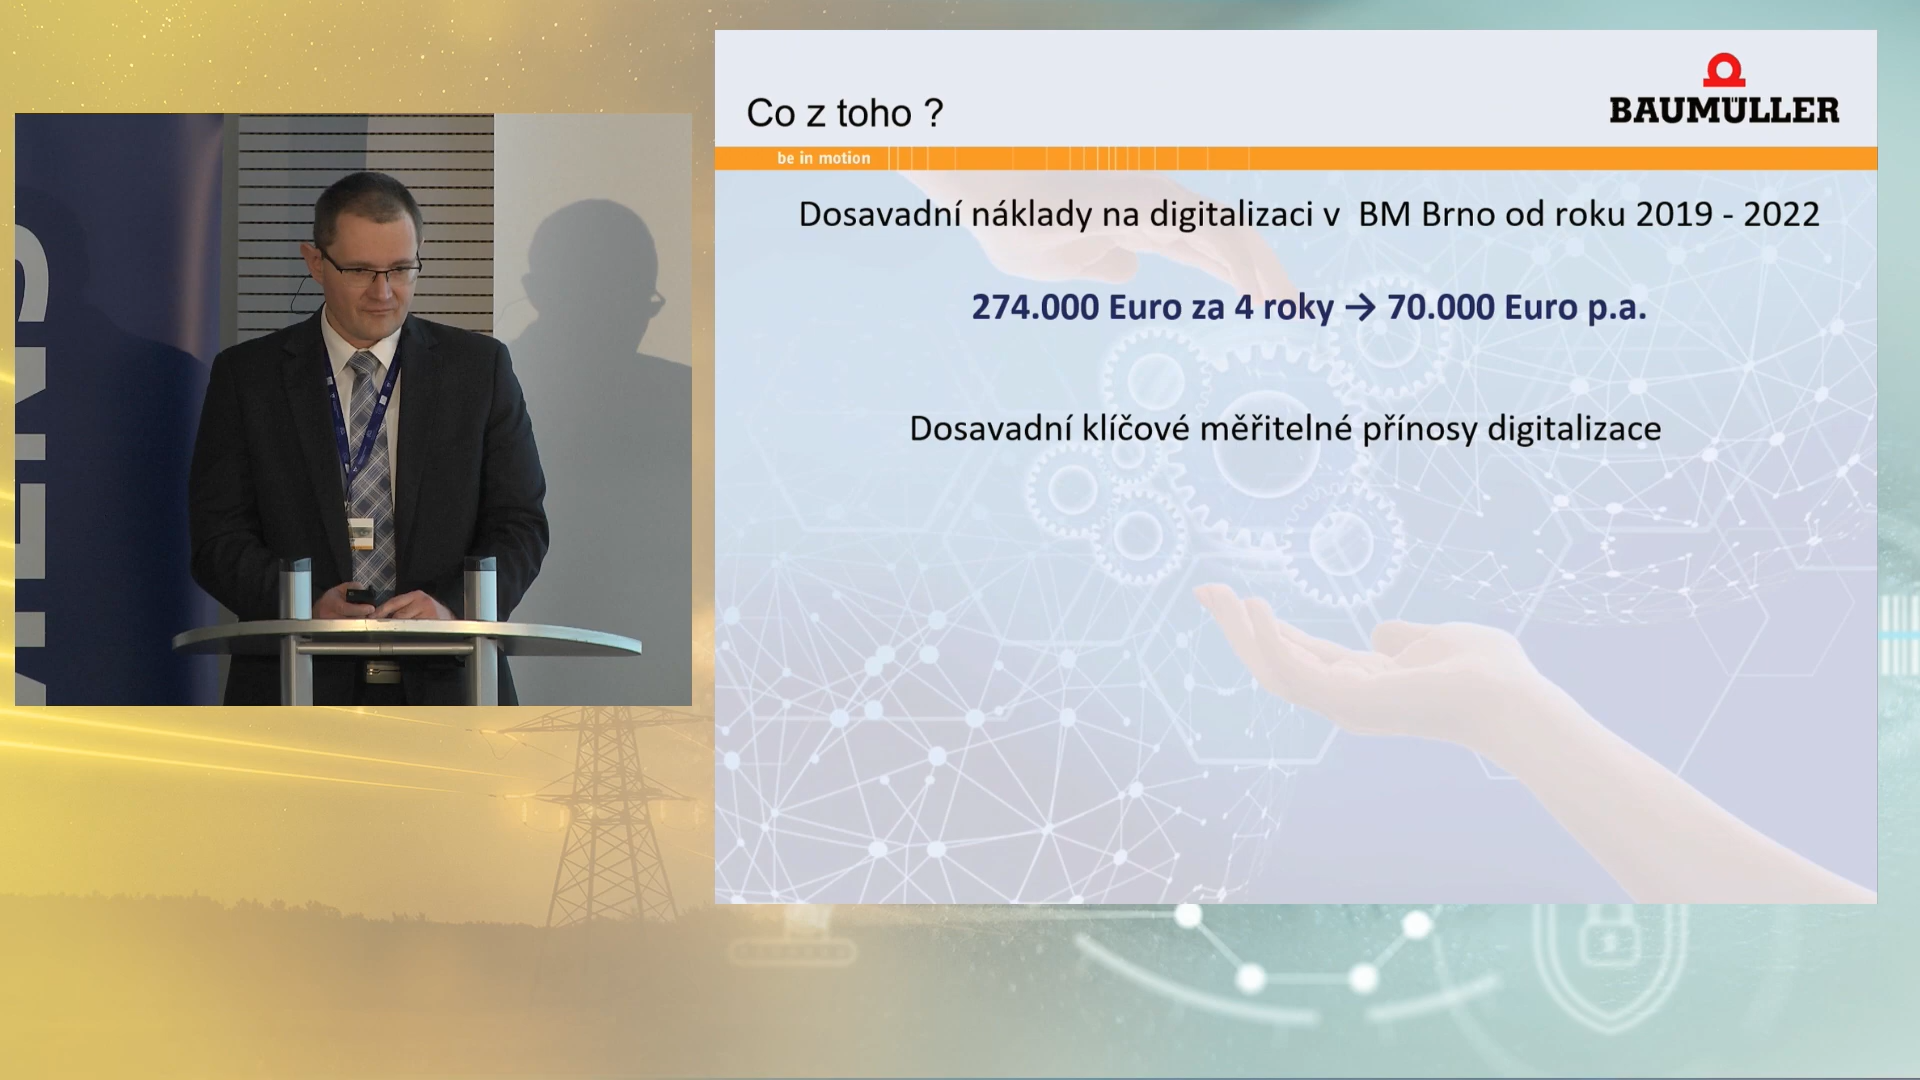 Co z toho ?
BAUMÜLLER
be in motion
Dosavadní náklady na digitalizaci v BM Brno od roku 2019 - 2022
274.000 Euro za 4 roky → 70.000 Euro p.a.
Dosavadní klíčové měřitelné přínosy digitalizace